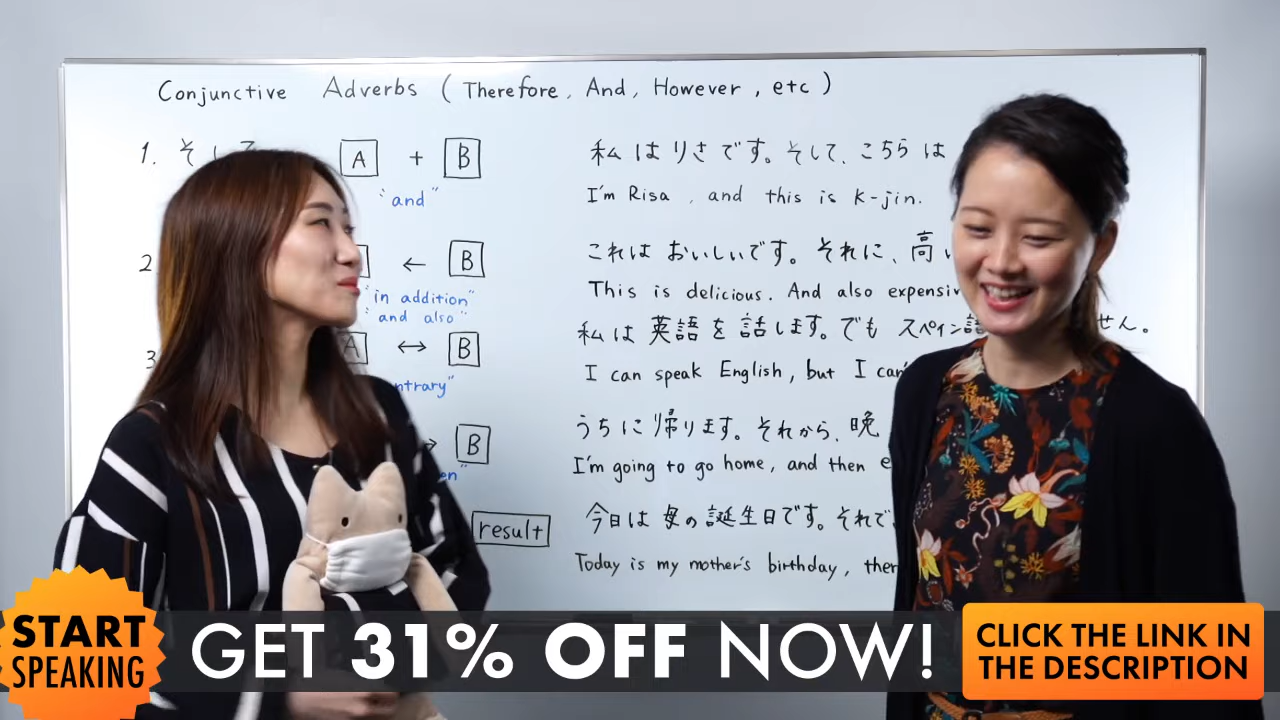 Conjunctive Adverbs ( Therefore, And, However, etc )
1. そして
A + B
"and"
私はりさです。そして、こちらは
I'm Risa, and this is K-jin.
2
← B
"in addition"
"and also"
これはおいしいです。それに、高
This is delicious. And also
3
A ↔ B
私は英語を話します。でも スペイン語 せん。
I can speak English, but I can't
B
うちに帰ります。それから、晩
I'm going to go home, and then
result
今日は母の誕生日です。それで、
Today is my mother's birthday,
START
SPEAKING
GET 31% OFF NOW!
CLICK THE LINK IN
THE DESCRIPTION